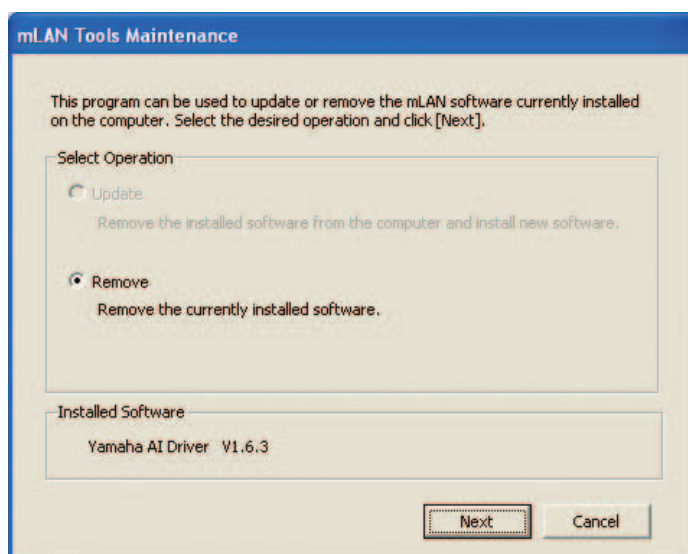 mLAN Tools Maintenance
This program can be used to update or remove the mLAN software currently installed
on the computer. Select the desired operation and click [Next].
Select Operation
Update
Remove the installed software from the computer and install new software.
Remove
Remove the currently installed software.
Installed Software
Yamaha AI Driver V1.6.3
Next Cancel